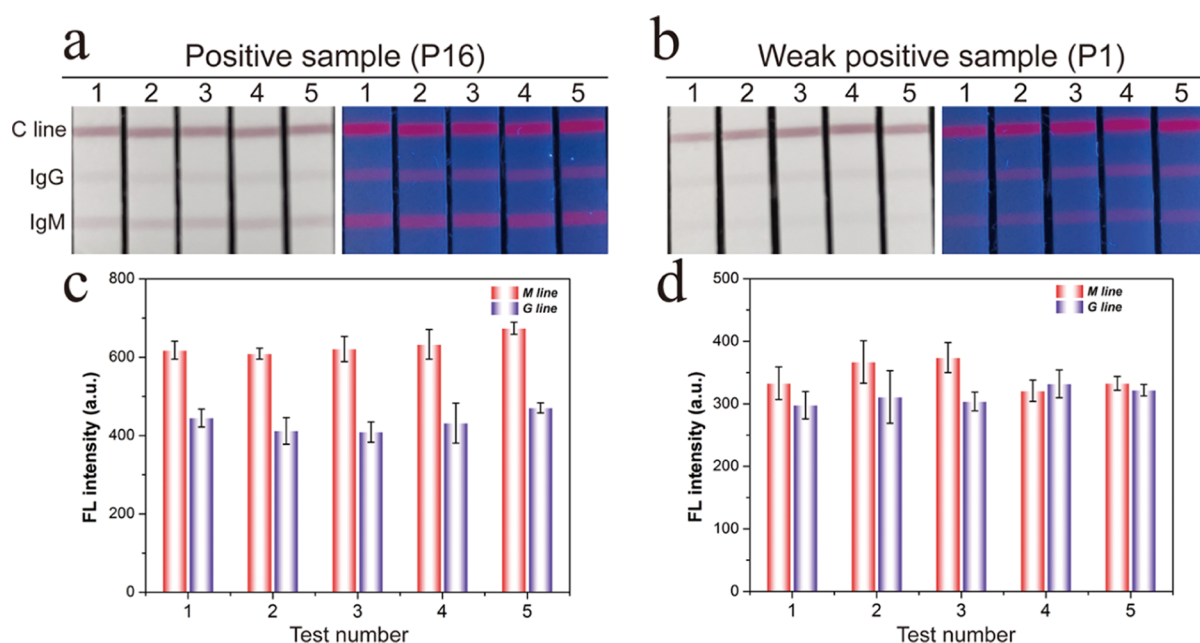 a
Positive sample (P16)
1 2 3 4 5 1 2 3 4 5
C line
IgG
IgM
b
Weak positive sample (P1)
1 2 3 4 5 1 2 3 4 5
c
800
600
400
200
0
FL intensity (a.u.)
M line
G line
1 2 3 4 5
Test number
d
500
400
300
200
100
0
FL intensity (a.u.)
M line
G line
1 2 3 4 5
Test number